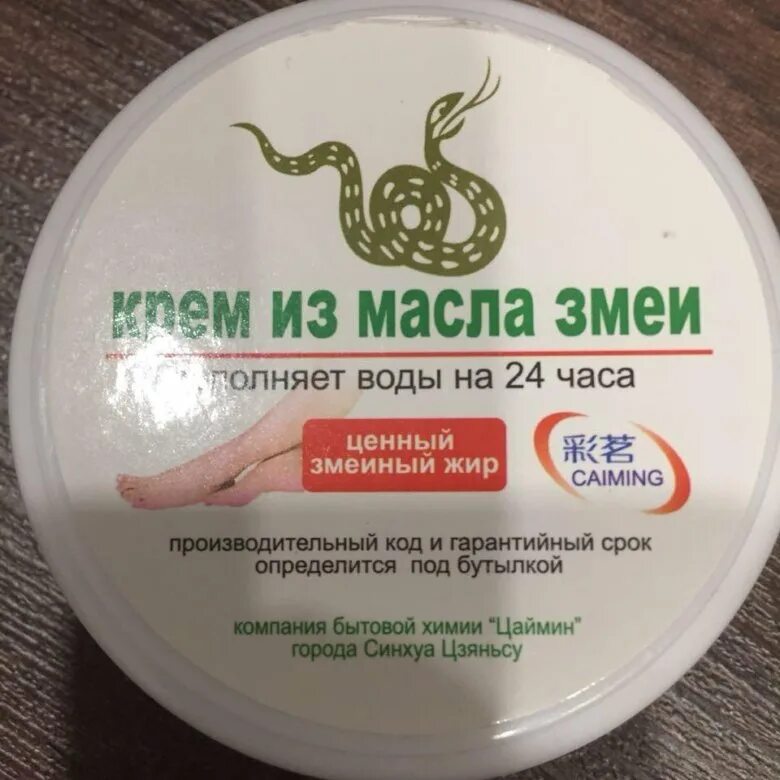 крем из масла змеи
воды на 24 часа
ценный
змеиный жир
彩茗
CAIMING
производительный код и гарантийный срок
определится под бутылкой
компания бытовой химии "Цаймин"
города Синхуа Цзяньсу